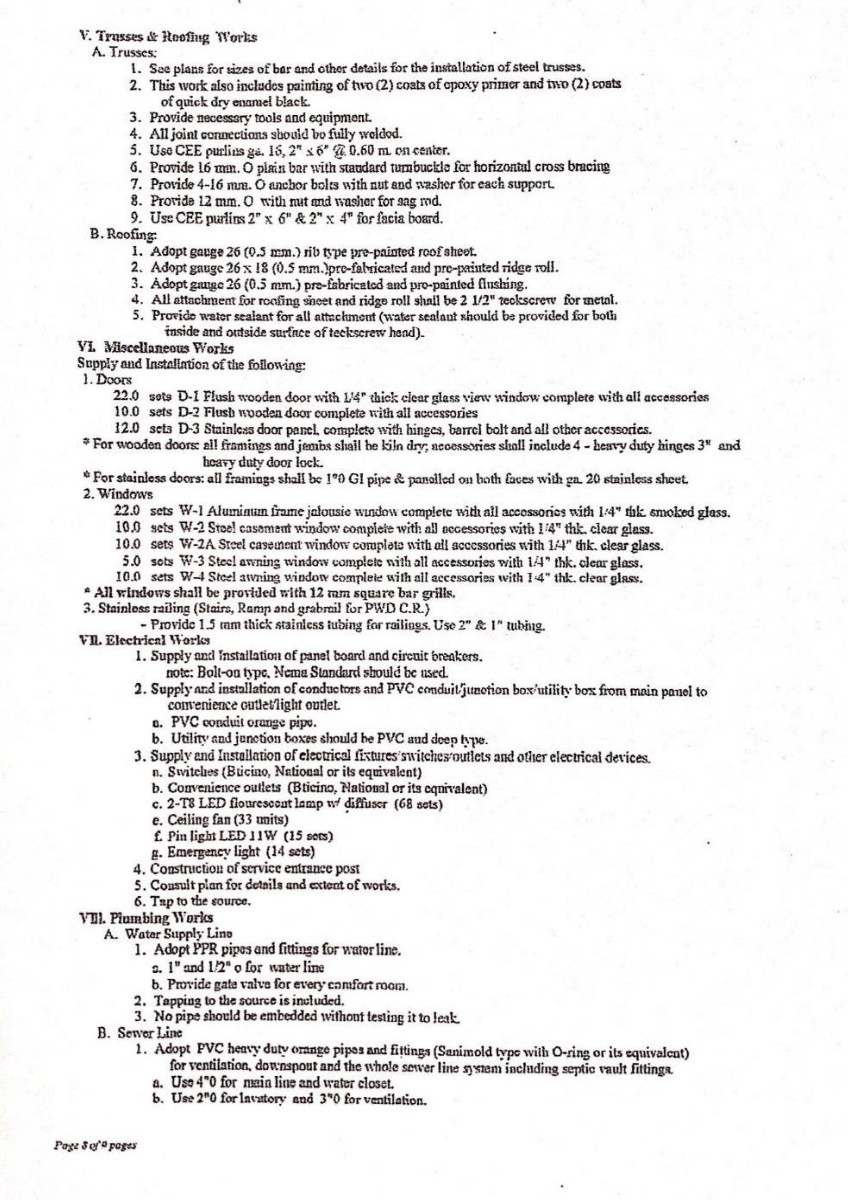 V. Trusses & Roofing Works
A. Trusses:
1. See plans for sizes of bar and other details for the installation of steel trusses.
2. This work also includes painting of two (2) coats of epoxy primer and two (2) coats
of quick dry enamel black.
3. Provide necessary tools and equipment.
4. All joint connections should be fully welded.
5. Use CEE purlins ga. 16, 2" x 6" @ 0.60 m. on center.
6. Provide 16 mm. O plain bar with standard turnbuckle for horizontal cross bracing
7. Provide 4-16 mm. O anchor bolts with nut and washer for each support.
8. Provide 12 mm. O with nut and washer for sag rod.
9. Use CEE purlins 2" x 6" & 2" x 4" for facia board.
B. Roofing:
1. Adopt gauge 26 (0.5 mm.) rib type pre-painted roof sheet.
2. Adopt gauge 26 x 18 (0.5 mm.)pre-fabricated and pre-painted ridge roll.
3. Adopt gauge 26 (0.5 mm.) pre-fabricated and pre-painted flushing.
4. All attachment for roofing sheet and ridge roll shall be 2 1/2" teckscrew for metal.
5. Provide water sealant for all attachment (water sealant should be provided for both
inside and outside surface of teckscrew head).
VI. Miscellaneous Works
Supply and Installation of the following:
1. Doors
22.0 sets D-1 Flush wooden door with 1/4" thick clear glass view window complete with all accessories
10.0 sets D-2 Flush wooden door complete with all accessories
12.0 sets D-3 Stainless door panel, complete with hinges, barrel bolt and all other accessories.
* For wooden doors: all framings and jambs shall be kiln dry; accessories shall include 4 - heavy duty hinges 3" and
heavy duty door lock.
* For stainless doors: all framings shall be 1"0 GI pipe & panelled on both faces with ga. 20 stainless sheet.
2. Windows
22.0 sets W-1 Aluminum frame jalousie window complete with all accessories with 1/4" thk. smoked glass.
10.0 sets W-2 Steel casement window complete with all accessories with 1/4" thk. clear glass.
10.0 sets W-2A Steel casement window complete with all accessories with 1/4" thk. clear glass.
5.0 sets W-3 Steel awning window complete with all accessories with 1/4" thk. clear glass.
10.0 sets W-4 Steel awning window complete with all accessories with 1/4" thk. clear glass.
* All windows shall be provided with 12 mm square bar grills.
3. Stainless railing (Stairs, Ramp and grabrail for PWD C.R.)
- Provide 1.5 mm thick stainless tubing for railings. Use 2" & 1" tubing.
VII. Electrical Works
1. Supply and Installation of panel board and circuit breakers.
note: Bolt-on type, Nema Standard should be used.
2. Supply and installation of conductors and PVC conduit/junction box/utility box from main panel to
convenience outlet/light outlet.
a. PVC conduit orange pipe.
b. Utility and junction boxes should be PVC and deep type.
3. Supply and Installation of electrical fixtures/switches/outlets and other electrical devices.
a. Switches (Bticino, National or its equivalent)
b. Convenience outlets (Bticino, National or its equivalent)
c. 2-T8 LED flourescent lamp w/ diffuser (68 sets)
e. Ceiling fan (33 units)
f. Pin light LED 11W (15 sets)
g. Emergency light (14 sets)
4. Construction of service entrance post
5. Consult plan for details and extent of works.
6. Tap to the source.
VIII. Plumbing Works
A. Water Supply Line
1. Adopt PPR pipes and fittings for water line.
a. 1" and 1/2" o for water line
b. Provide gate valve for every comfort room.
2. Tapping to the source is included.
3. No pipe should be embedded without testing it to leak.
B. Sewer Line
1. Adopt PVC heavy duty orange pipes and fittings (Sanimold type with O-ring or its equivalent)
for ventilation, downspout and the whole sewer line system including septic vault fittings.
a. Use 4"0 for main line and water closet.
b. Use 2"0 for lavatory and 3"0 for ventilation.
Page of pages